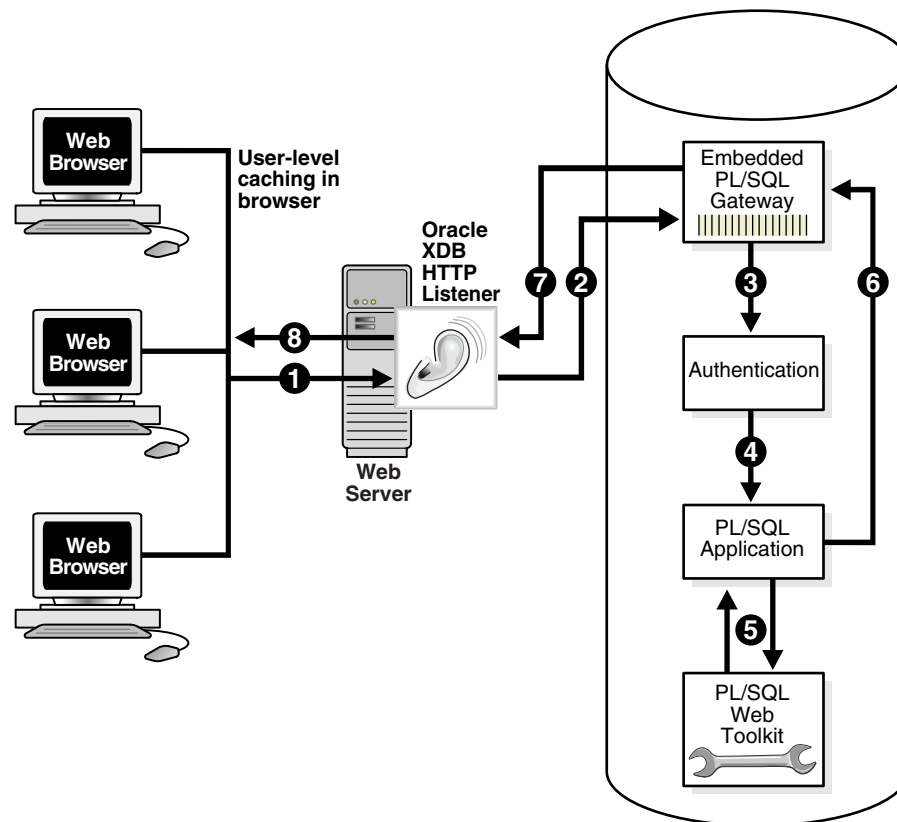 Web
Browser
User-level
caching in
browser
Web
Browser
Web
Browser
Oracle
XDB
HTTP
Listener
8
1
Web
Server
7
2
Embedded
PL/SQL
Gateway
3
6
Authentication
4
PL/SQL
Application
5
PL/SQL
Web
Toolkit